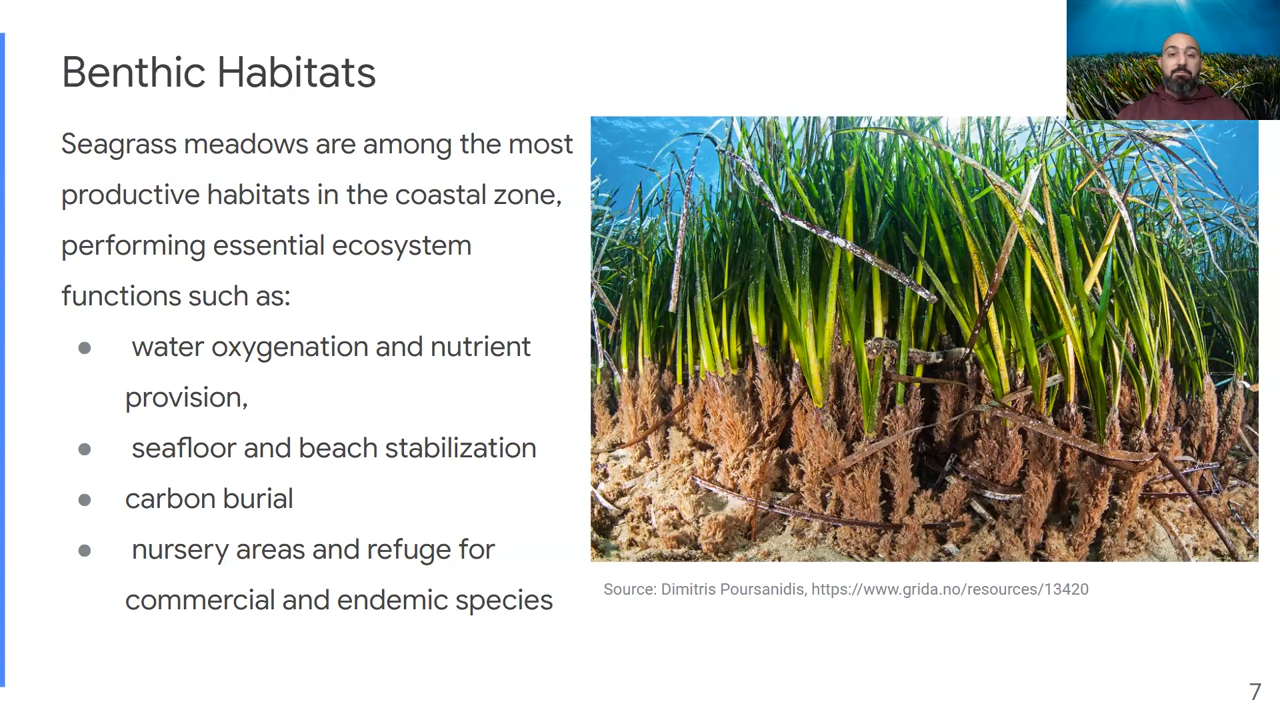 Benthic Habitats
Seagrass meadows are among the most
productive habitats in the coastal zone,
performing essential ecosystem
functions such as:
● water oxygenation and nutrient
provision,
● seafloor and beach stabilization
● carbon burial
● nursery areas and refuge for
commercial and endemic species
Source: Dimitris Poursanidis, https://www.grida.no/resources/13420
7